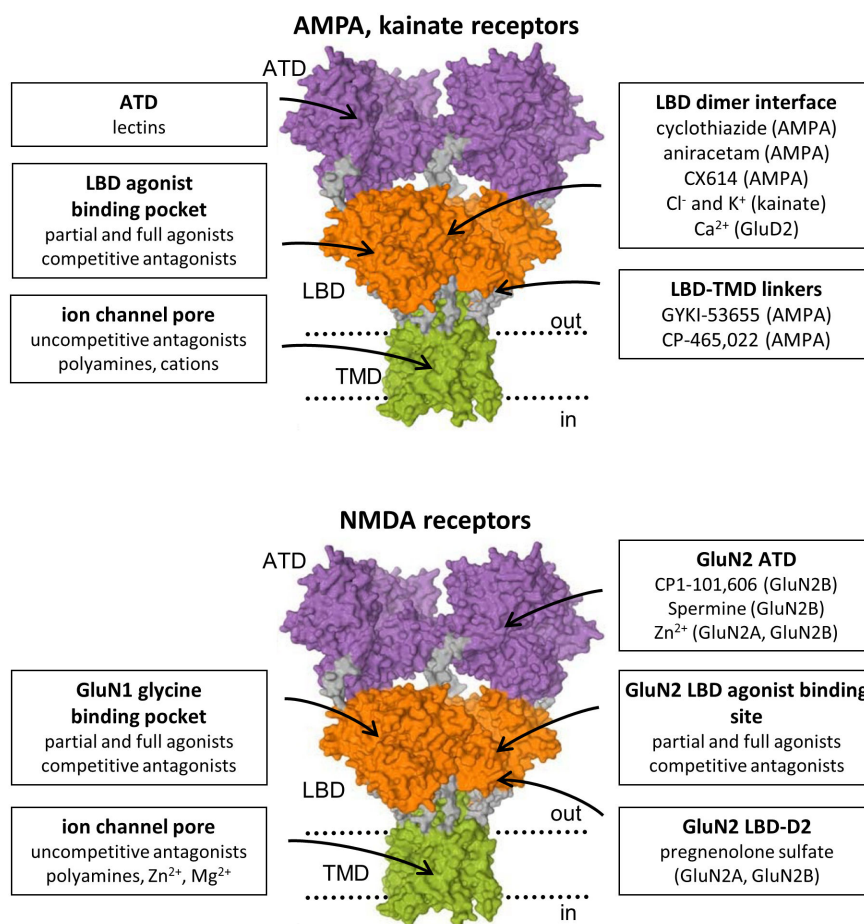 AMPA, kainate receptors
ATD
ATD
lectins
LBD agonist
binding pocket
partial and full agonists
competitive antagonists
ion channel pore
uncompetitive antagonists
polyamines, cations
LBD
TMD
out
in
LBD dimer interface
cyclothiazide (AMPA)
aniracetam (AMPA)
CX614 (AMPA)
Cl⁻ and K⁺ (kainate)
Ca²⁺ (GluD2)
LBD-TMD linkers
GYKI-53655 (AMPA)
CP-465,022 (AMPA)
NMDA receptors
ATD
GluN1 glycine
binding pocket
partial and full agonists
competitive antagonists
ion channel pore
uncompetitive antagonists
polyamines, Zn²⁺, Mg²⁺
LBD
TMD
out
in
GluN2 ATD
CP1-101,606 (GluN2B)
Spermine (GluN2B)
Zn²⁺ (GluN2A, GluN2B)
GluN2 LBD agonist binding
site
partial and full agonists
competitive antagonists
GluN2 LBD-D2
pregnenolone sulfate
(GluN2A, GluN2B)